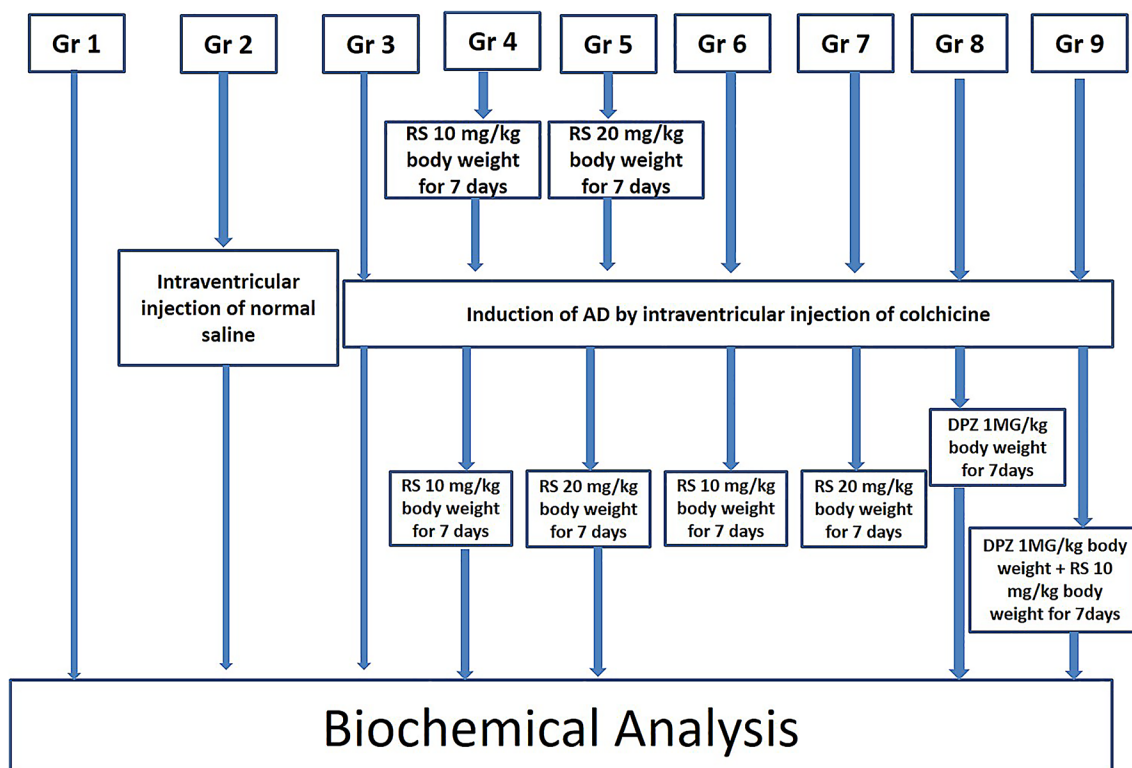 Gr 1
Gr 2
Gr 3
Gr 4
Gr 5
Gr 6
Gr 7
Gr 8
Gr 9
RS 10 mg/kg
body weight
for 7 days
RS 20 mg/kg
body weight
for 7 days
Intraventricular
injection of normal
saline
Induction of AD by intraventricular injection of colchicine
RS 10 mg/kg
body weight
for 7 days
RS 20 mg/kg
body weight
for 7 days
RS 10 mg/kg
body weight
for 7 days
RS 20 mg/kg
body weight
for 7 days
DPZ 1MG/kg
body weight
for 7days
DPZ 1MG/kg body
weight + RS 10
mg/kg body
weight for 7days
Biochemical Analysis